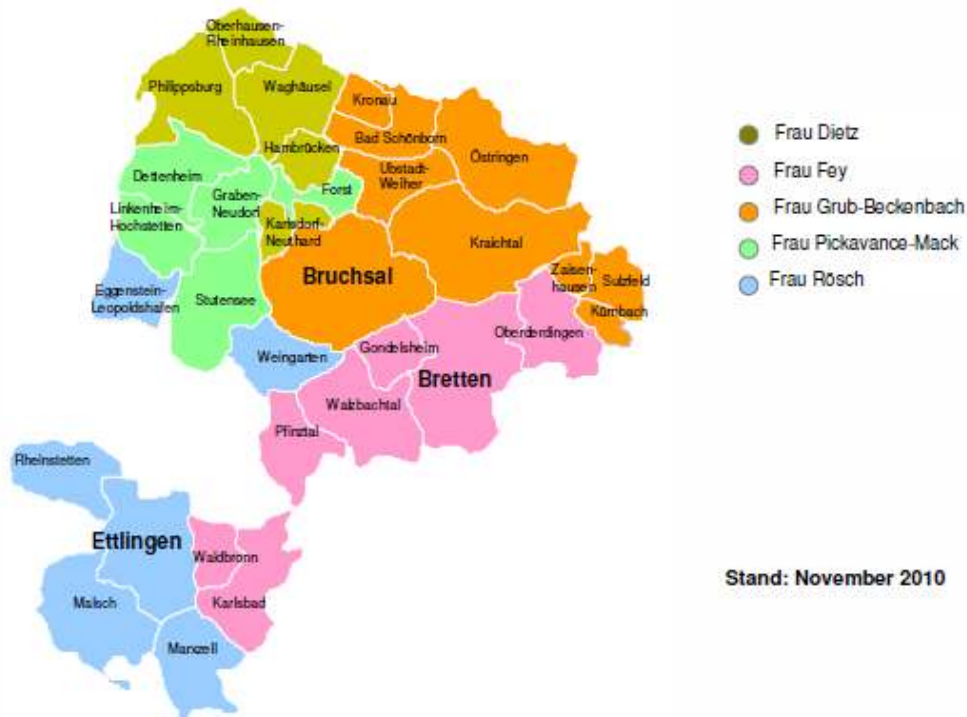 Oberhausen-
Rheinhausen
Philippsburg
Waghäusel
Kronau
Bad Schönborn
Östringen
Hambrücken
Ubstadt-
Weiher
Dettenheim
Forst
Graben-
Neudorf
Linkenheim-
Hochstetten
Karlsdorf-
Neuthard
Kraichtal
Bruchsal
Zaisen-
hausen
Sulzfeld
Eggenstein-
Leopoldshafen
Stutensee
Kürnbach
Oberderdingen
Gondelsheim
Weingarten
Bretten
Walzbachtal
Pfinztal
Rheinstetten
Ettlingen
Waldbronn
Malsch
Karlsbad
Marxzell
Frau Dietz
Frau Fey
Frau Grub-Beckenbach
Frau Pickavance-Mack
Frau Rösch
Stand: November 2010